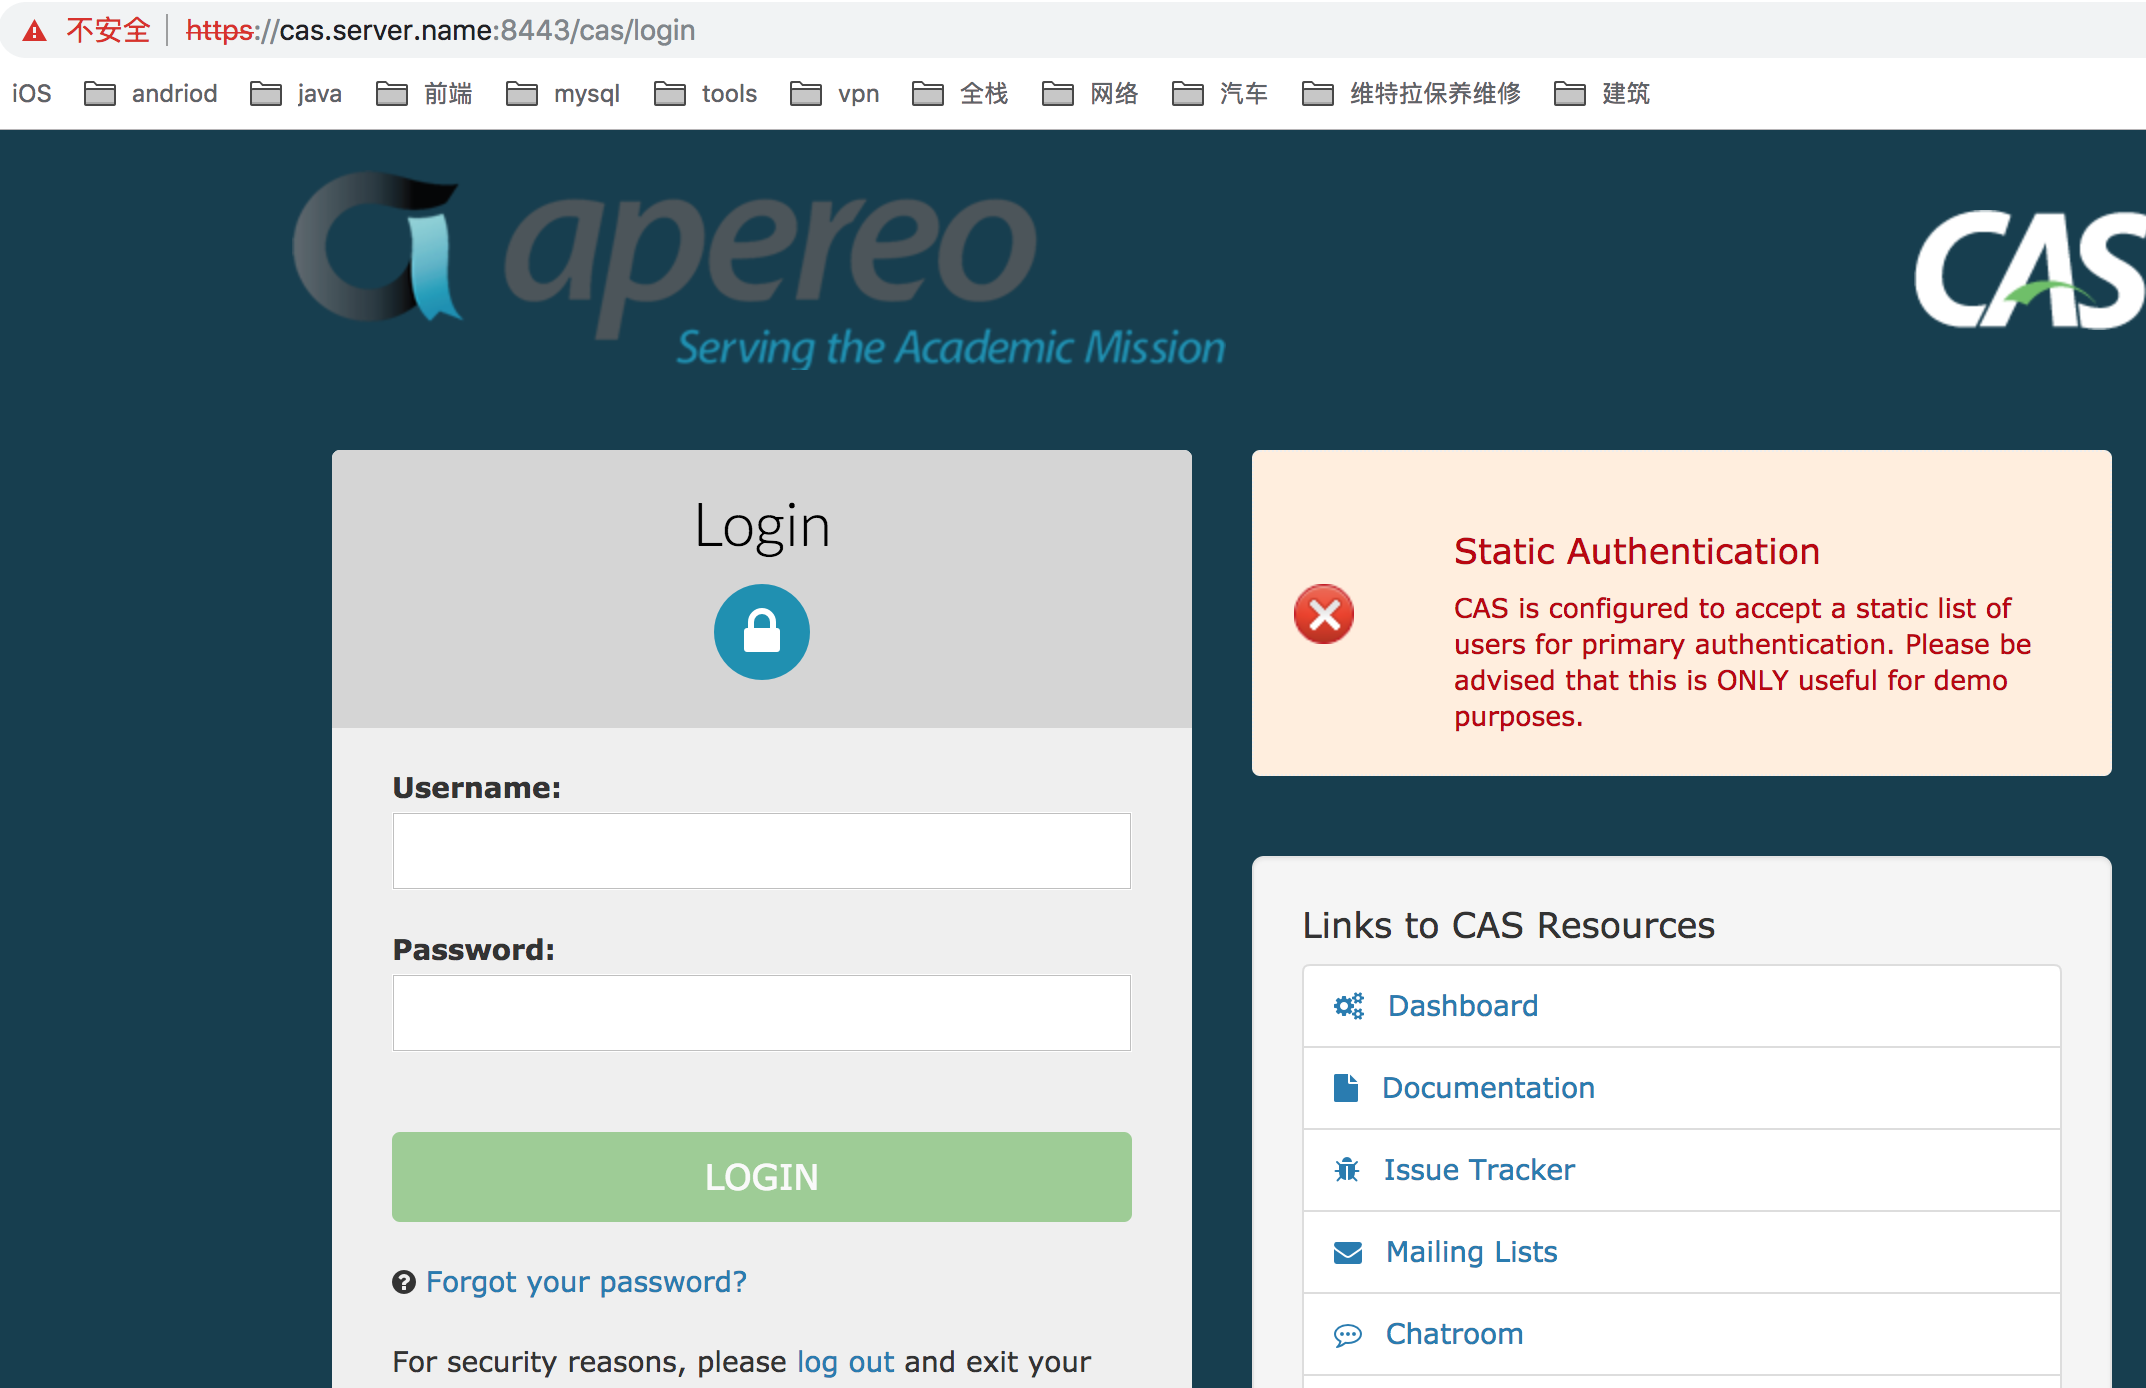 不安全 https://cas.server.name:8443/cas/login
iOS andriod java 前端 mysql tools vpn 全栈 网络 汽车 维特拉保养维修 建筑
apereo
Serving the Academic Mission
CAS
Login
Username:
Password:
LOGIN
Forgot your password?
For security reasons, please log out and exit your
Static Authentication
CAS is configured to accept a static list of
users for primary authentication. Please be
advised that this is ONLY useful for demo
purposes.
Links to CAS Resources
Dashboard
Documentation
Issue Tracker
Mailing Lists
Chatroom